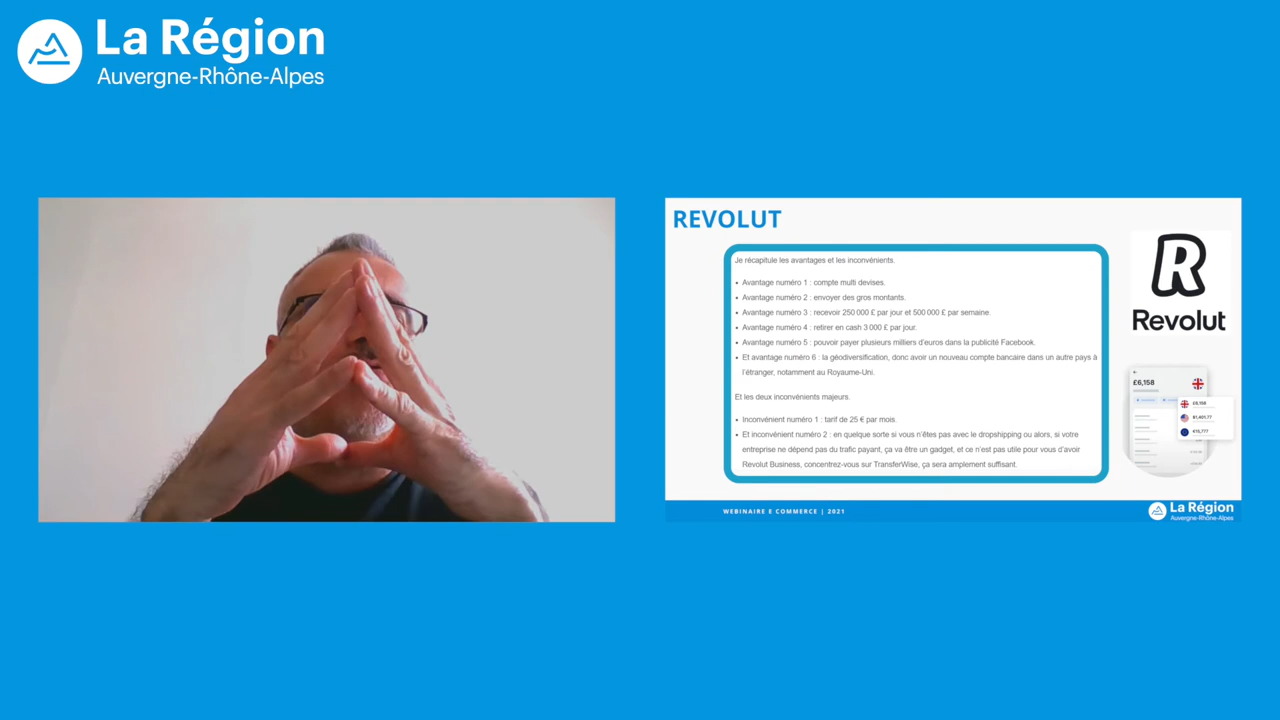 La Région
Auvergne-Rhône-Alpes
REVOLUT
Je récapitule les avantages et les inconvénients.
• Avantage numéro 1 : compte multi devises.
• Avantage numéro 2 : envoyer des gros montants.
• Avantage numéro 3 : recevoir 250 000 £ par jour et 500 000 £ par semaine.
• Avantage numéro 4 : retirer en cash 3 000 £ par jour.
• Avantage numéro 5 : pouvoir payer plusieurs milliers d'euros dans la publicité Facebook.
• Et avantage numéro 6 : la géodiversification, donc avoir un nouveau compte bancaire dans un autre pays à
l'étranger, notamment au Royaume-Uni.
Et les deux inconvénients majeurs.
• Inconvénient numéro 1 : tarif de 25 € par mois.
• Et inconvénient numéro 2 : en quelque sorte si vous n'êtes pas avec le dropshipping ou alors, si votre
entreprise ne dépend pas du trafic payant, ça va être un gadget, et ce n'est pas utile pour vous d'avoir
Revolut Business, concentrez-vous sur TransferWise, ça sera amplement suffisant.
R
Revolut
£6,158
£6,158
WEBINAIRE E COMMERCE | 2021
La Région
Auvergne-Rhône-Alpes